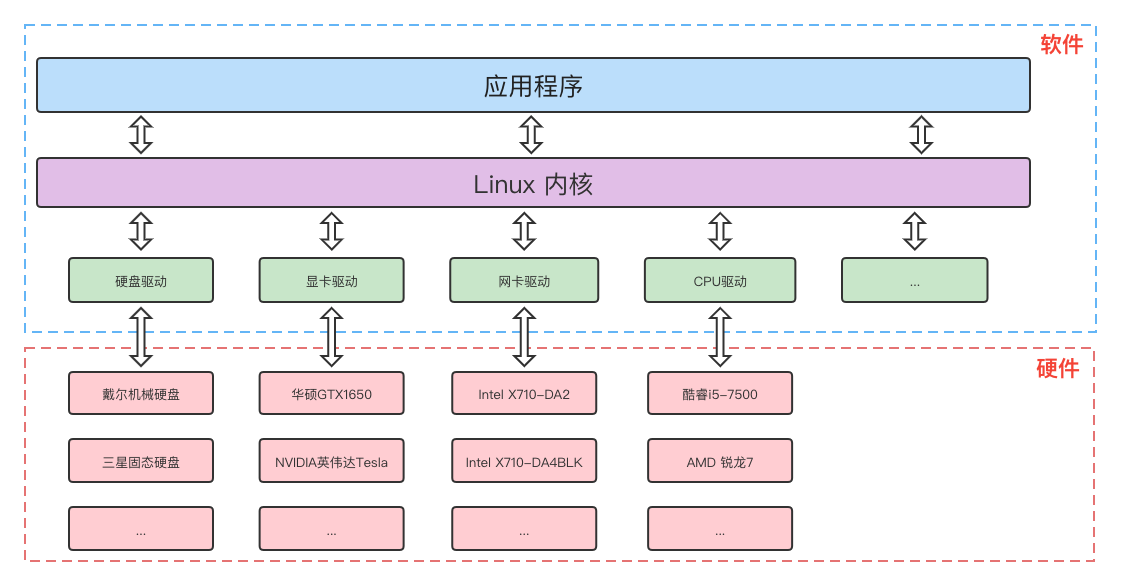 软件
应用程序
Linux 内核
硬盘驱动
显卡驱动
网卡驱动
CPU驱动
...
硬件
戴尔机械硬盘
华硕GTX1650
Intel X710-DA2
酷睿i5-7500
三星固态硬盘
NVIDIA英伟达Tesla
Intel X710-DA4BLK
AMD 锐龙7
...
...
...
...